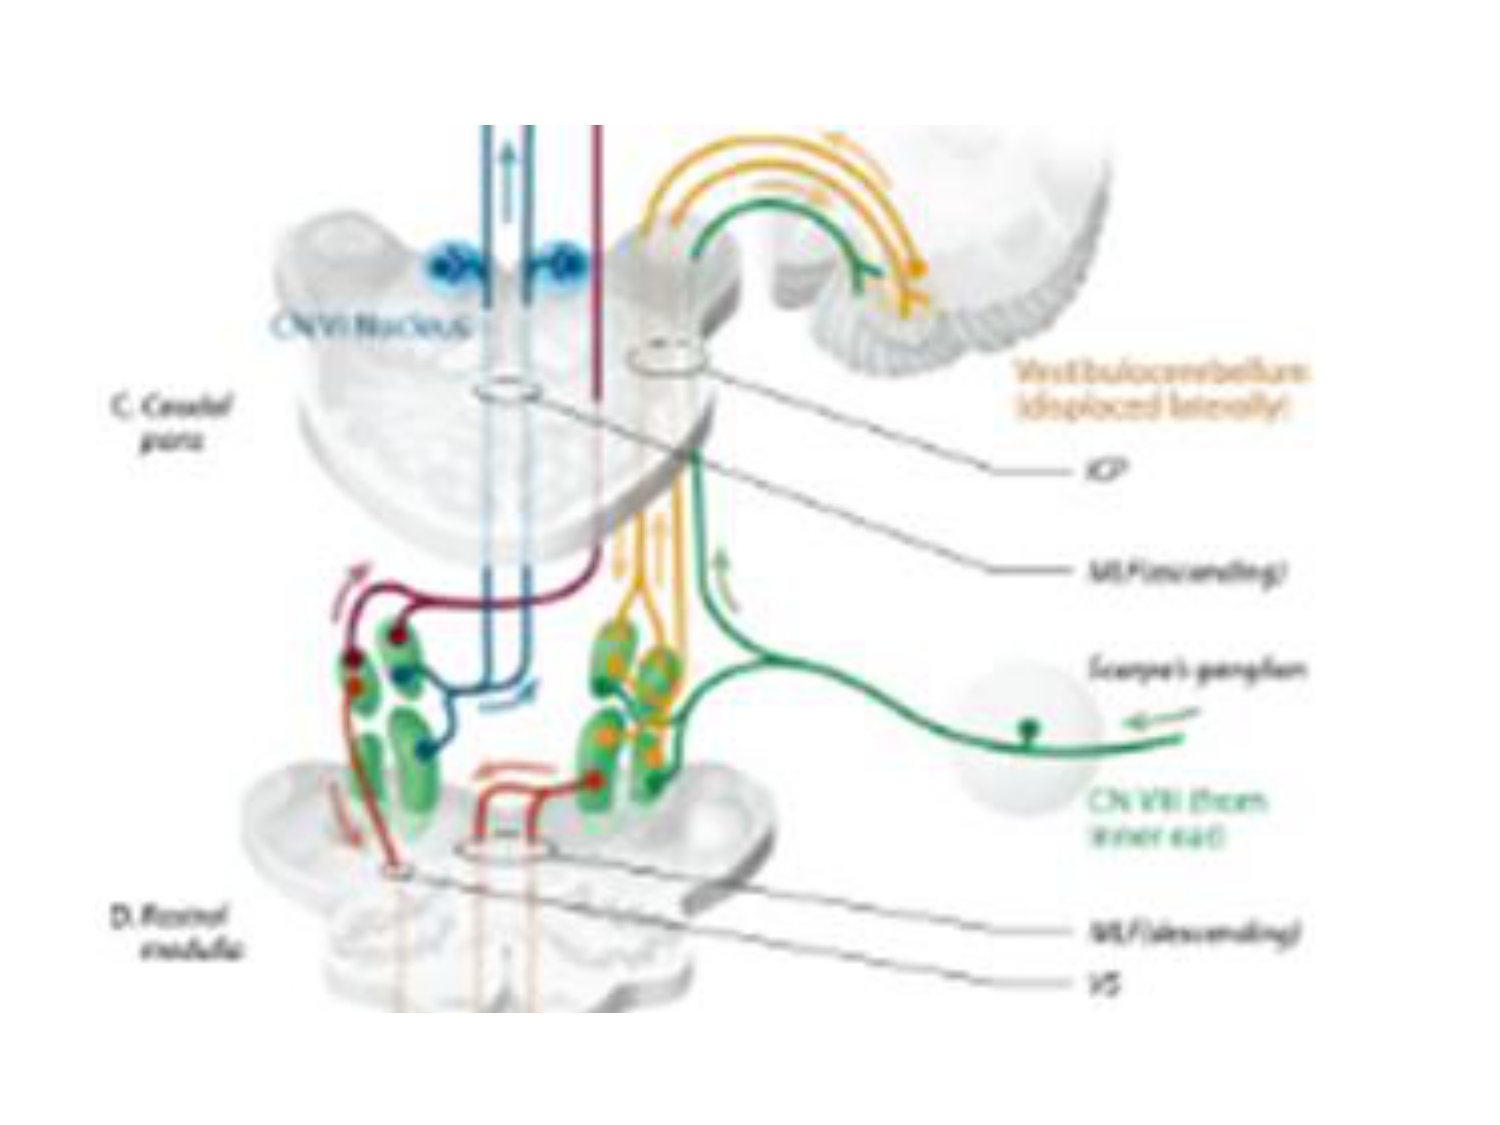 CN VI Nucleus
C. Caudal
pons
Vestibulocerebellum
(displaced laterally)
ICP
MLF(ascending)
Scarpa's ganglion
CN VIII (from
inner ear)
D. Rostral
medulla
MLF(descending)
VS